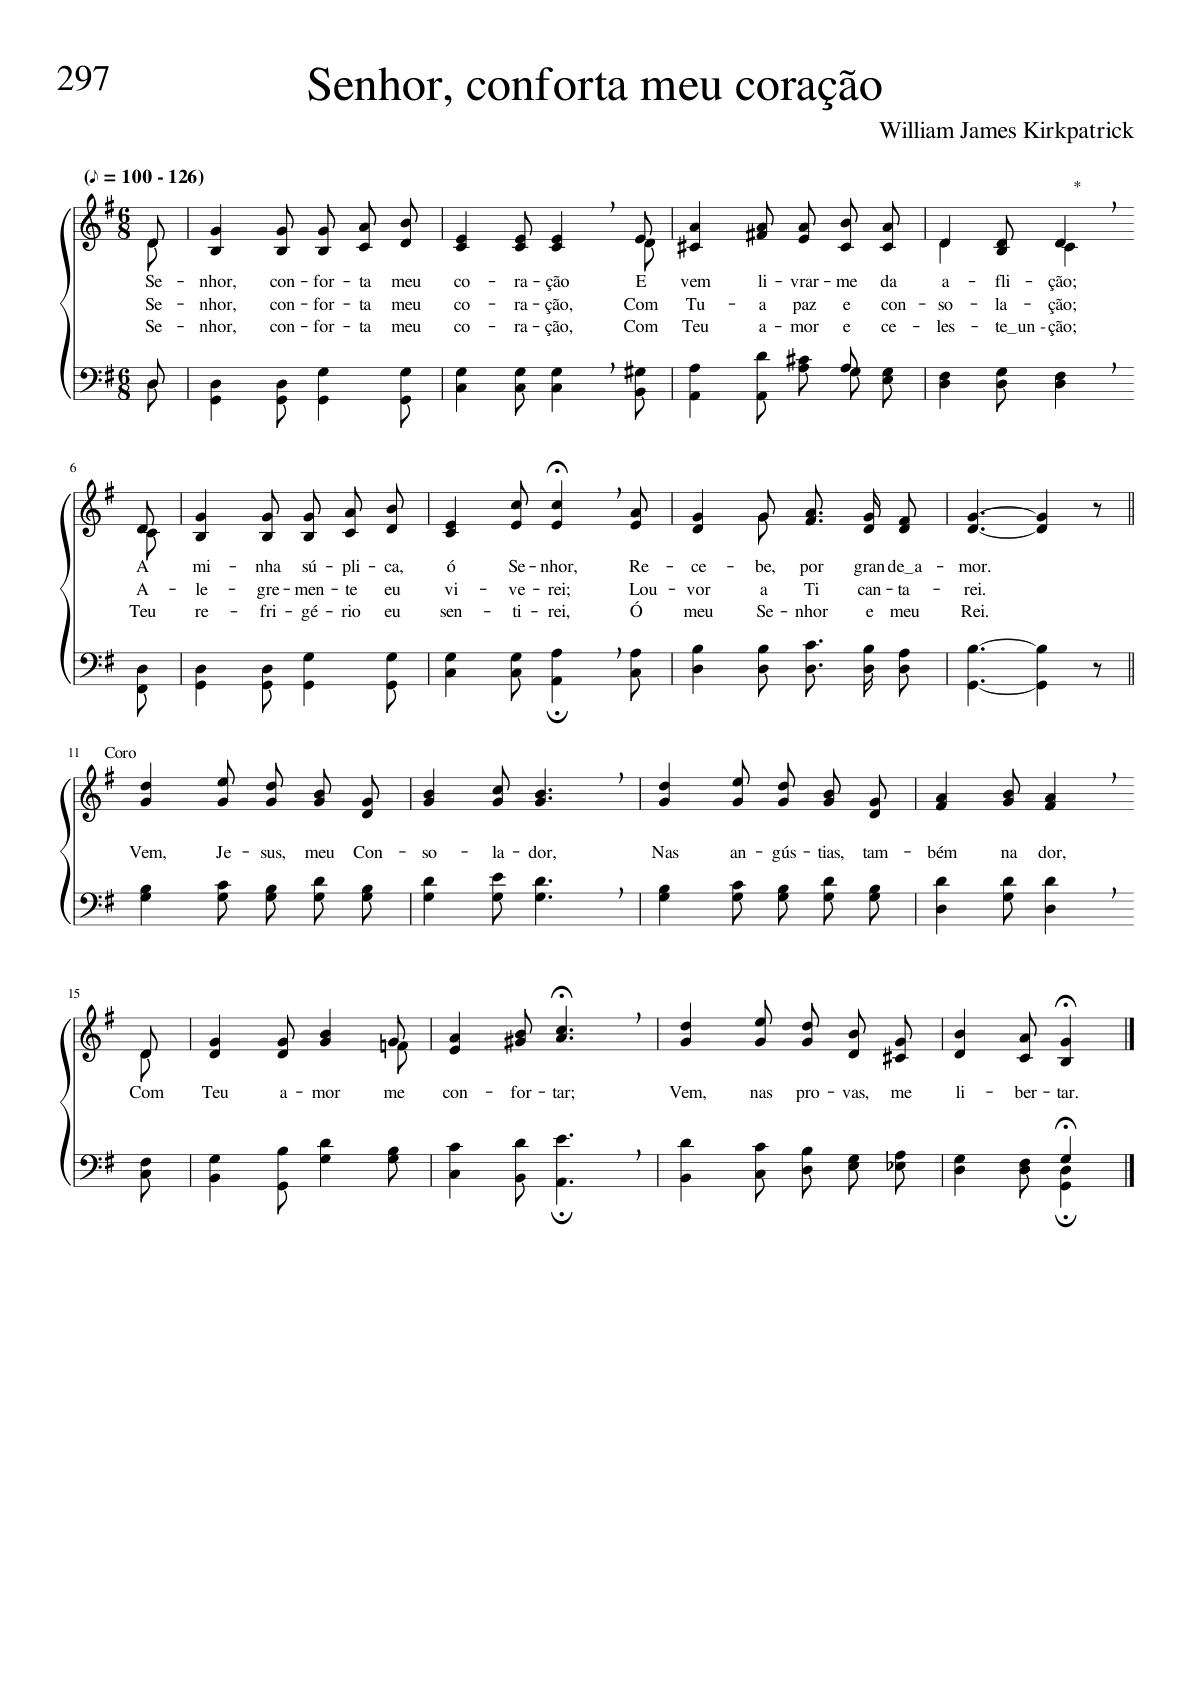 297
Senhor, conforta meu coração
William James Kirkpatrick
(♪ = 100 - 126)
*
6
8
Se - nhor, con - for - ta meu co - ra - ção E vem li - vrar - me da a - fli - ção;
Se - nhor, con - for - ta meu co - ra - ção, Com Tu - a paz e con - so - la - ção;
Se - nhor, con - for - ta meu co - ra - ção, Com Teu a - mor e ce - les - te_un - ção;
6
8
6
A mi - nha sú - pli - ca, ó Se - nhor, Re - ce - be, por gran de_a - mor.
A - le - gre - men - te eu vi - ve - rei; Lou - vor a Ti can - ta - rei.
Teu re - fri - gé - rio eu sen - ti - rei, Ó meu Se - nhor e meu Rei.
11 Coro
Vem, Je - sus, meu Con - so - la - dor, Nas an - gús - tias, tam - bém na dor,
15
Com Teu a - mor me con - for - tar; Vem, nas pro - vas, me li - ber - tar.